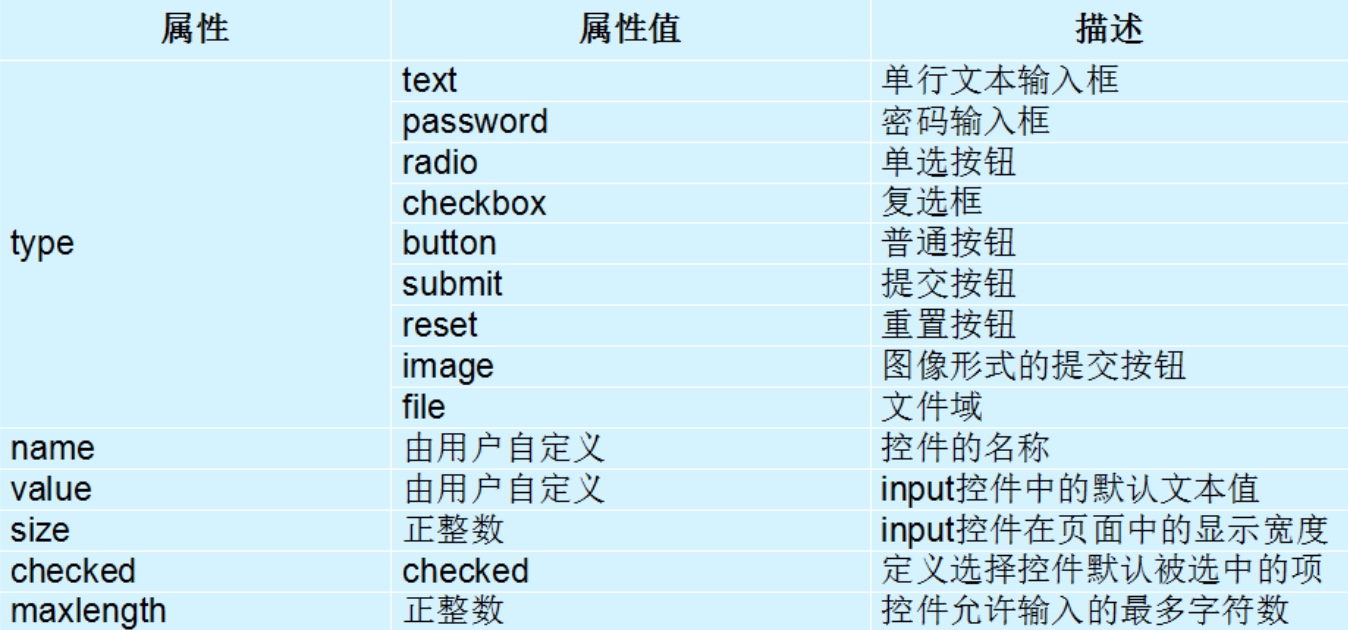 属性 属性值 描述
text 单行文本输入框
password 密码输入框
radio 单选按钮
checkbox 复选框
type button 普通按钮
submit 提交按钮
reset 重置按钮
image 图像形式的提交按钮
file 文件域
name 由用户自定义 控件的名称
value 由用户自定义 input控件中的默认文本值
size 正整数 input控件在页面中的显示宽度
checked checked 定义选择控件默认被选中的项
maxlength 正整数 控件允许输入的最多字符数